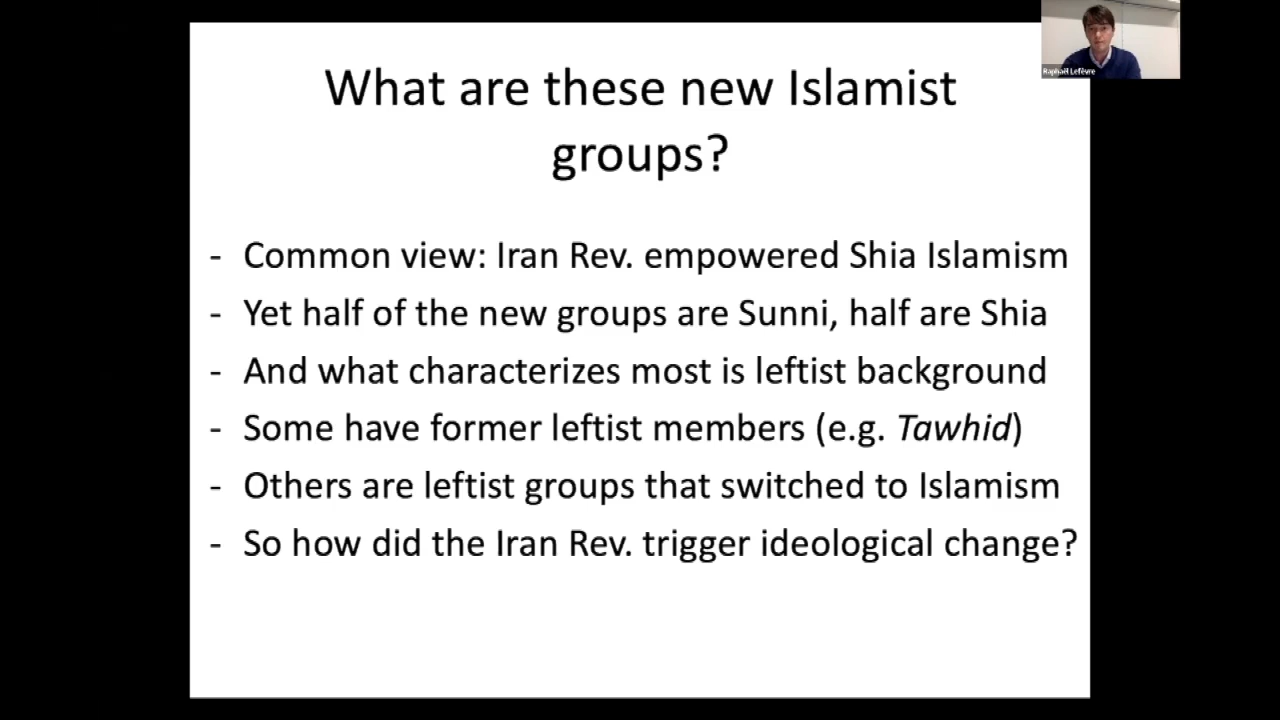 What are these new Islamist
groups?
- Common view: Iran Rev. empowered Shia Islamism
- Yet half of the new groups are Sunni, half are Shia
- And what characterizes most is leftist background
- Some have former leftist members (e.g. Tawhid)
- Others are leftist groups that switched to Islamism
- So how did the Iran Rev. trigger ideological change?
Raphaël Lefèvre